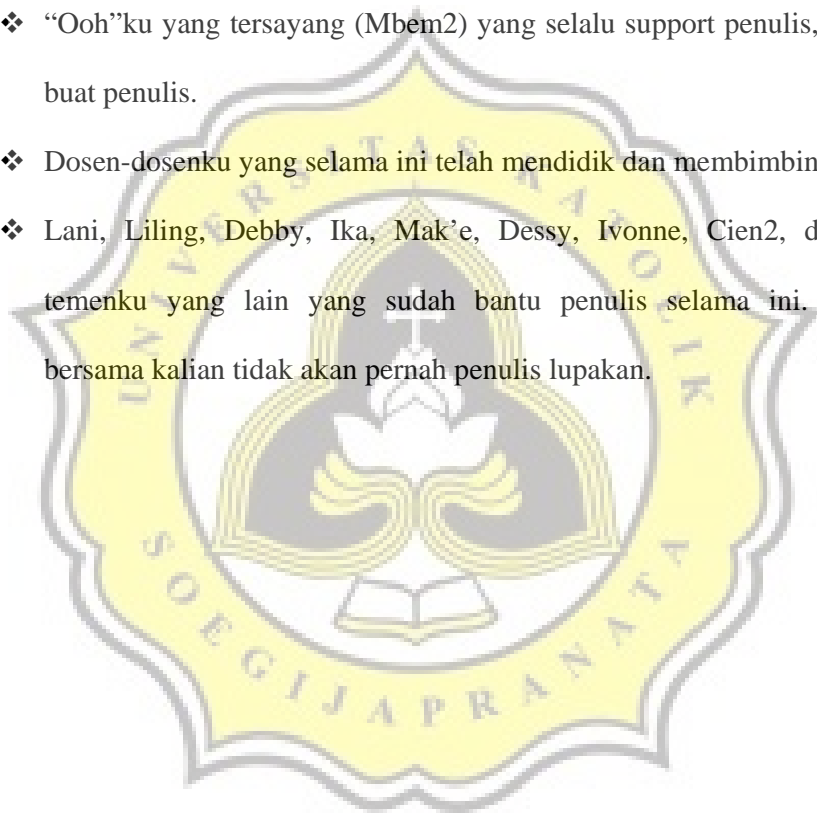 ❖ “Ooh”ku yang tersayang (Mbem2) yang selalu support penulis,
buat penulis.
❖ Dosen-dosenku yang selama ini telah mendidik dan membimbin
❖ Lani, Liling, Debby, Ika, Mak’e, Dessy, Ivonne, Cien2, d
temenku yang lain yang sudah bantu penulis selama ini.
bersama kalian tidak akan pernah penulis lupakan.
UNIVERSITAS KATOLIK
SOEGIJAPRANATA